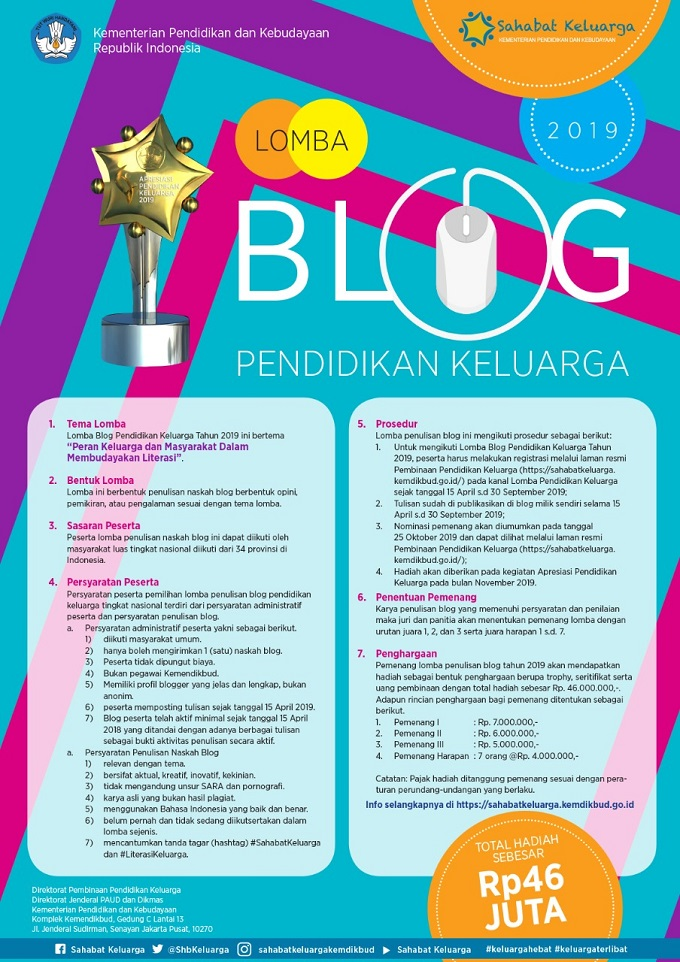 Kementerian Pendidikan dan Kebudayaan
Republik Indonesia
Sahabat Keluarga
KEMENTERIAN PENDIDIKAN DAN KEBUDAYAAN
2019
LOMBA
BLOG
PENDIDIKAN KELUARGA
APRESIASI
PENDIDIKAN
KELUARGA
2019
1. Tema Lomba
Lomba Blog Pendidikan Keluarga Tahun 2019 ini bertema
“Peran Keluarga dan Masyarakat Dalam
Membudayakan Literasi”.
2. Bentuk Lomba
Lomba ini berbentuk penulisan naskah blog berbentuk opini,
pemikiran, atau pengalaman sesuai dengan tema lomba.
3. Sasaran Peserta
Peserta lomba penulisan naskah blog ini dapat diikuti oleh
masyarakat luas tingkat nasional diikuti dari 34 provinsi di
Indonesia.
4. Persyaratan Peserta
Persyaratan peserta pemilihan lomba penulisan blog pendidikan
keluarga tingkat nasional terdiri dari persyaratan administratif
peserta dan persyaratan penulisan blog.
a. Persyaratan administratif peserta yakni sebagai berikut.
1) diikuti masyarakat umum.
2) hanya boleh mengirimkan 1 (satu) naskah blog.
3) Peserta tidak dipungut biaya.
4) Bukan pegawai Kemendikbud.
5) Memiliki profil blogger yang jelas dan lengkap, bukan
anonim.
6) peserta memposting tulisan sejak tanggal 15 April 2019.
7) Blog peserta telah aktif minimal sejak tanggal 15 April
2018 yang ditandai dengan adanya berbagai tulisan
sebagai bukti aktivitas penulisan secara aktif.
a. Persyaratan Penulisan Naskah Blog
1) relevan dengan tema.
2) bersifat aktual, kreatif, inovatif, kekinian.
3) tidak mengandung unsur SARA dan pornografi.
4) karya asli yang bukan hasil plagiat.
5) menggunakan Bahasa Indonesia yang baik dan benar.
6) belum pernah dan tidak sedang diikutsertakan dalam
lomba sejenis.
7) mencantumkan tanda tagar (hashtag) #SahabatKeluarga
dan #LiterasiKeluarga.
5. Prosedur
Lomba penulisan blog ini mengikuti prosedur sebagai berikut:
1. Untuk mengikuti Lomba Blog Pendidikan Keluarga Tahun
2019, peserta harus melakukan registrasi melalui laman resmi
Pembinaan Pendidikan Keluarga (https://sahabatkeluarga.
kemdikbud.go.id/) pada kanal Lomba Pendidikan Keluarga
sejak tanggal 15 April s.d 30 September 2019;
2. Tulisan sudah di publikasikan di blog milik sendiri selama 15
April s.d 30 September 2019;
3. Nominasi pemenang akan diumumkan pada tanggal
25 Oktober 2019 dan dapat dilihat melalui laman resmi
Pembinaan Pendidikan Keluarga (https://sahabatkeluarga.
kemdikbud.go.id/);
4. Hadiah akan diberikan pada kegiatan Apresiasi Pendidikan
Keluarga pada bulan November 2019.
6. Penentuan Pemenang
Karya penulisan blog yang memenuhi persyaratan dan penilaian
maka juri dan panitia akan menentukan pemenang lomba dengan
urutan juara 1, 2, dan 3 serta juara harapan 1 s.d. 7.
7. Penghargaan
Pemenang lomba penulisan blog tahun 2019 akan mendapatkan
hadiah sebagai bentuk penghargaan berupa trophy, seritifikat serta
uang pembinaan dengan total hadiah sebesar Rp. 46.000.000,-.
Adapun rincian penghargaan bagi pemenang ditentukan sebagai
berikut.
1. Pemenang I : Rp. 7.000.000,-
2. Pemenang II : Rp. 6.000.000,-
3. Pemenang III : Rp. 5.000.000,-
4. Pemenang Harapan : 7 orang @Rp. 4.000.000,-
Catatan: Pajak hadiah ditanggung pemenang sesuai dengan pera-
turan perundang-undangan yang berlaku.
Info selangkapnya di https://sahabatkeluarga.kemdikbud.go.id
TOTAL HADIAH
SEBESAR
Rp46
JUTA
Direktorat Pembinaan Pendidikan Keluarga
Direktorat Jenderal PAUD dan Dikmas
Kementerian Pendidikan dan Kebudayaan
Komplek Kemendikbud, Gedung C Lantai 13
Jl. Jenderal Sudirman, Senayan Jakarta Pusat, 10270
Sahabat Keluarga @ShbKeluarga sahabatkeluargakemdikbud Sahabat Keluarga #keluargahebat #keluargaterlibat